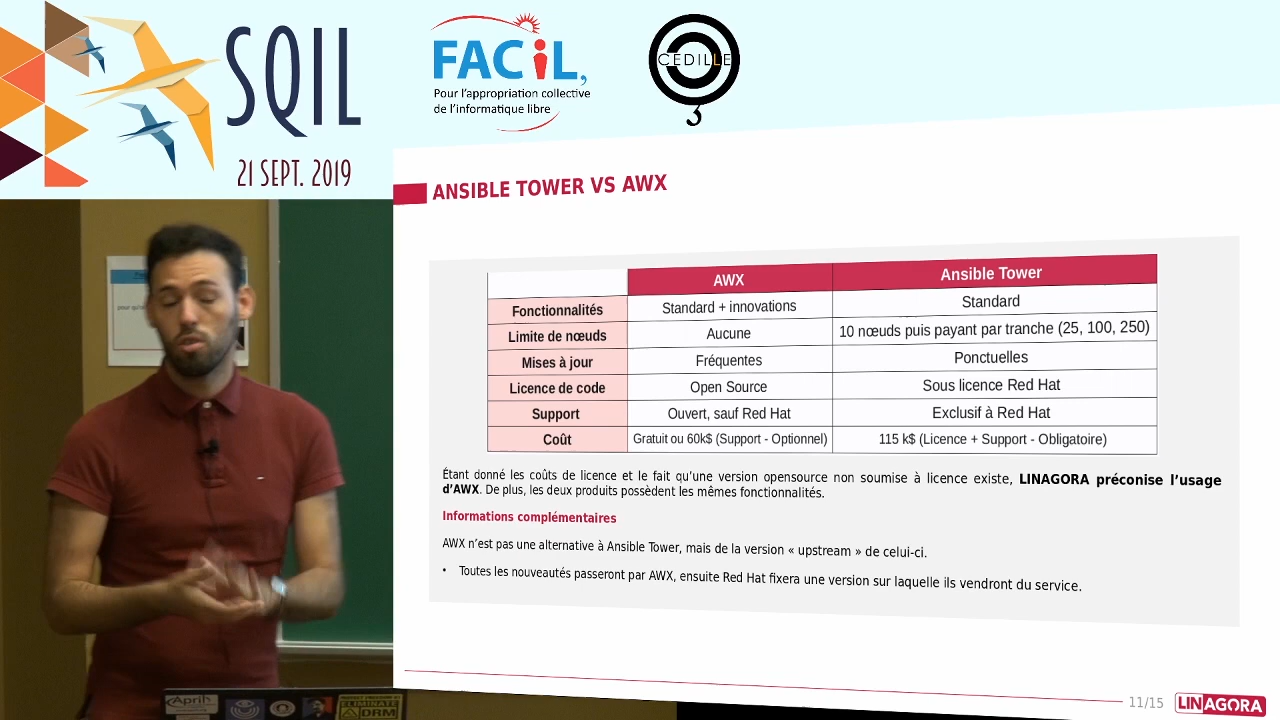 SQIL
21 SEPT. 2019
FACiL,
Pour l'appropriation collective
de l'informatique libre
CEDILLE
ANSIBLE TOWER VS AWX
AWX Ansible Tower
Fonctionnalités Standard + innovations Standard
Limite de nœuds Aucune 10 nœuds puis payant par tranche (25, 100, 250)
Mises à jour Fréquentes Ponctuelles
Licence de code Open Source Sous licence Red Hat
Support Ouvert, sauf Red Hat Exclusif à Red Hat
Coût Gratuit ou 60k$ (Support - Optionnel) 115 k$ (Licence + Support - Obligatoire)
Étant donné les coûts de licence et le fait qu'une version opensource non soumise à licence existe, LINAGORA préconise l'usage
d'AWX. De plus, les deux produits possèdent les mêmes fonctionnalités.
Informations complémentaires
AWX n'est pas une alternative à Ansible Tower, mais de la version « upstream » de celui-ci.
• Toutes les nouveautés passeront par AWX, ensuite Red Hat fixera une version sur laquelle ils vendront du service.
11/15 LINAGORA
April
ELIMINATE
DRM